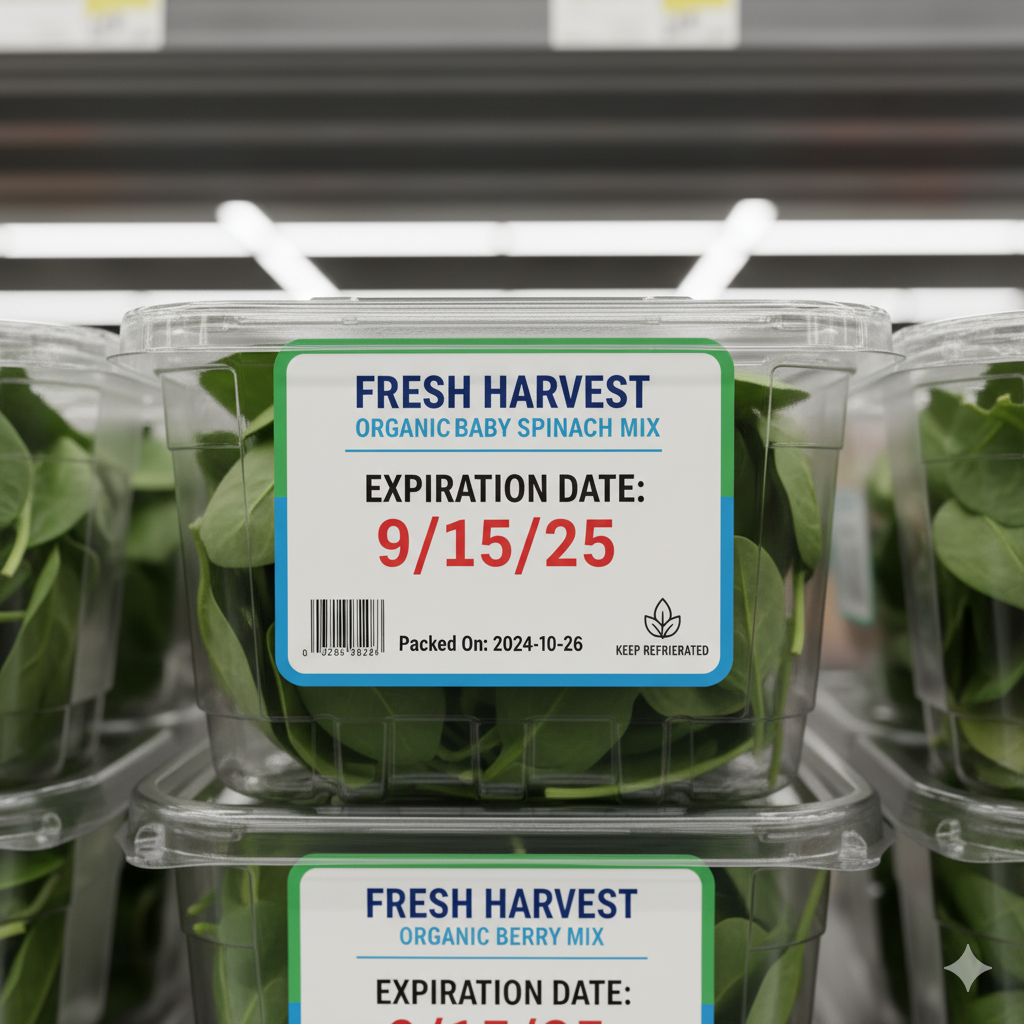 FRESH HARVEST
ORGANIC BABY SPINACH MIX
EXPIRATION DATE:
9/15/25
Packed On: 2024-10-26
KEEP REFRIERATED
FRESH HARVEST
ORGANIC BERRY MIX
EXPIRATION DATE: